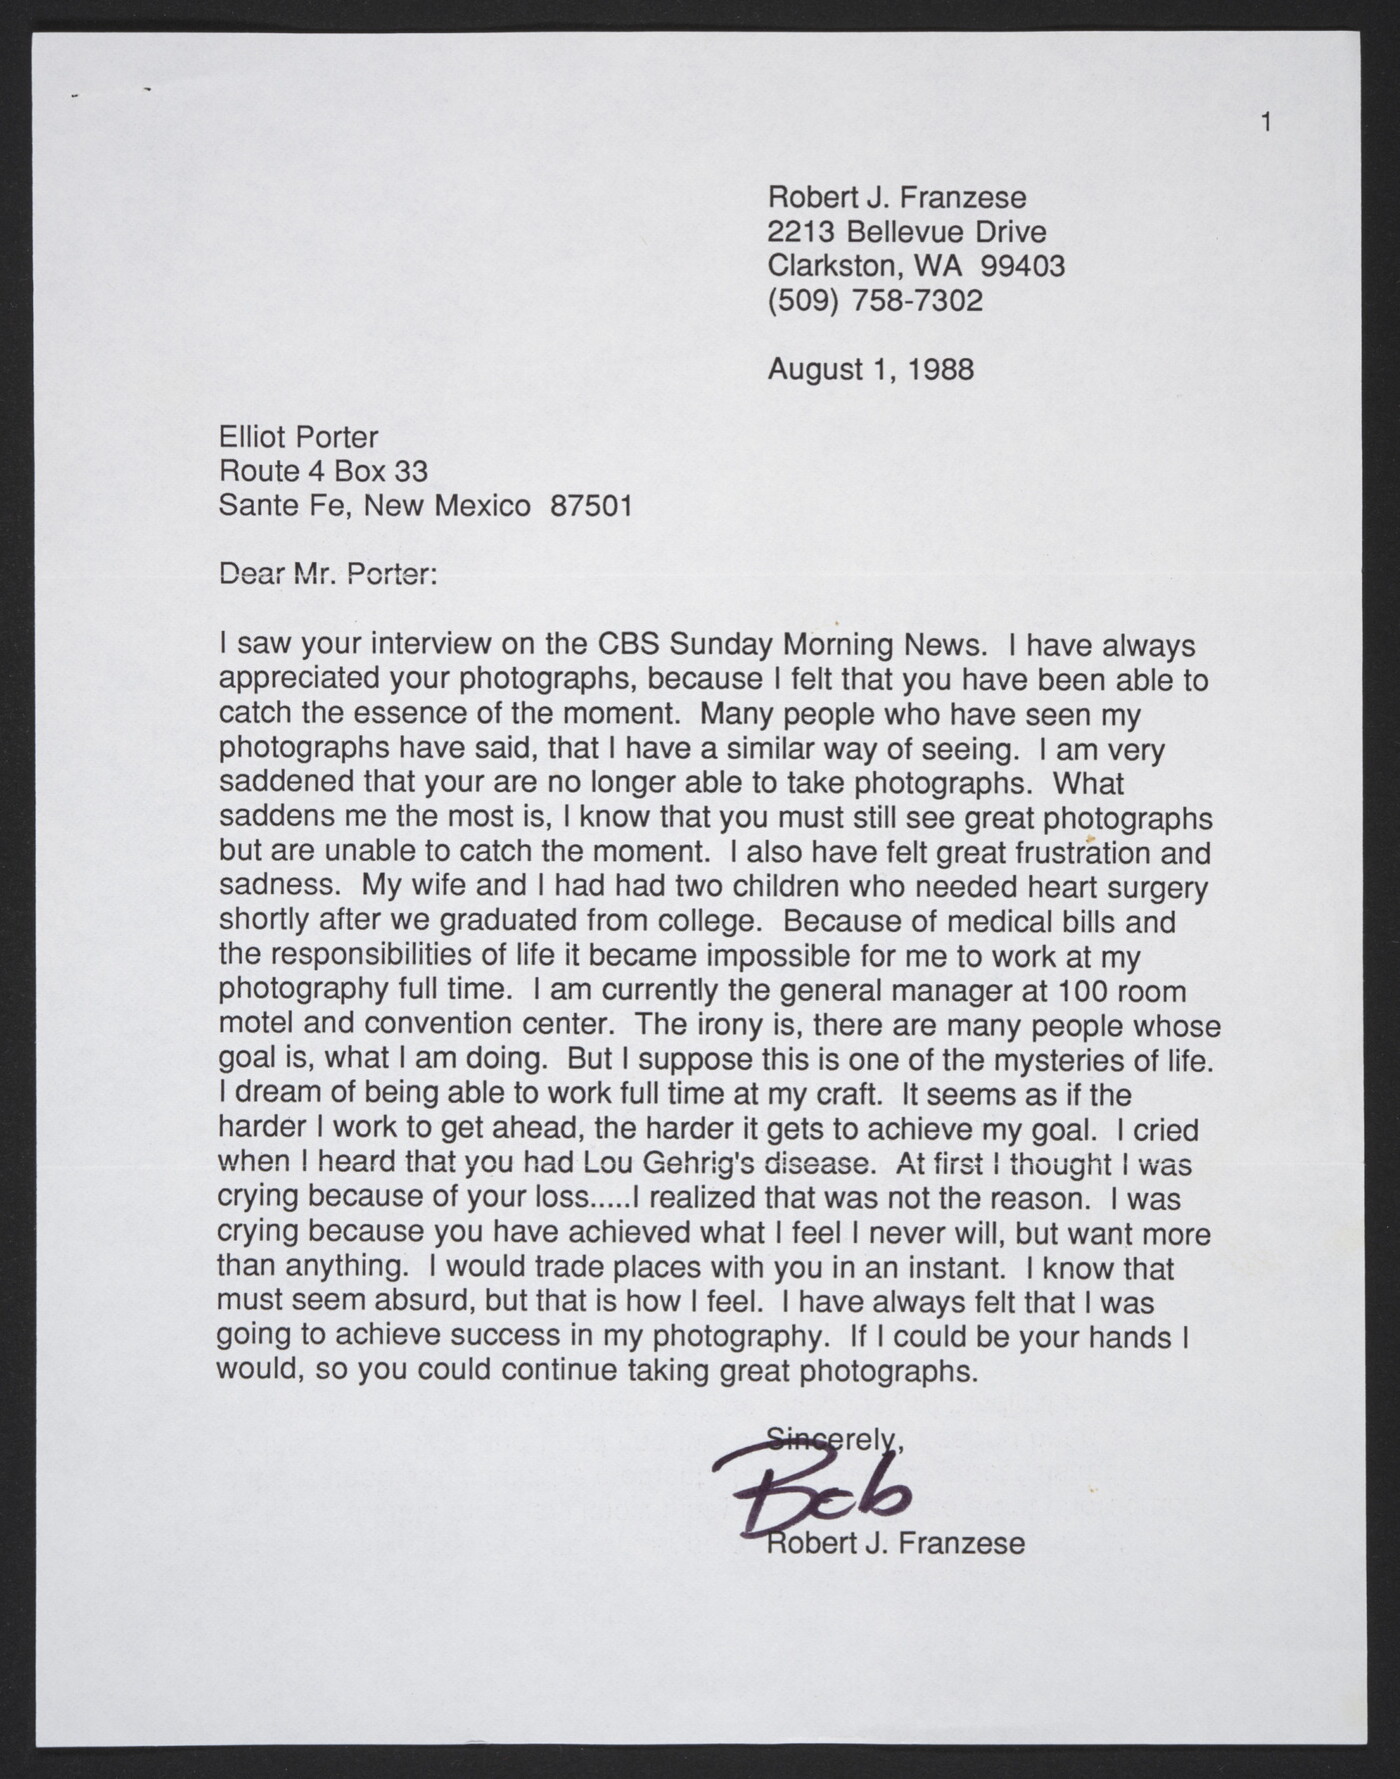 1
Robert J. Franzese
2213 Bellevue Drive
Clarkston, WA 99403
(509) 758-7302
August 1, 1988
Elliot Porter
Route 4 Box 33
Sante Fe, New Mexico 87501
Dear Mr. Porter:
I saw your interview on the CBS Sunday Morning News. I have always
appreciated your photographs, because I felt that you have been able to
catch the essence of the moment. Many people who have seen my
photographs have said, that I have a similar way of seeing. I am very
saddened that your are no longer able to take photographs. What
saddens me the most is, I know that you must still see great photographs
but are unable to catch the moment. I also have felt great frustration and
sadness. My wife and I had had two children who needed heart surgery
shortly after we graduated from college. Because of medical bills and
the responsibilities of life it became impossible for me to work at my
photography full time. I am currently the general manager at 100 room
motel and convention center. The irony is, there are many people whose
goal is, what I am doing. But I suppose this is one of the mysteries of life.
I dream of being able to work full time at my craft. It seems as if the
harder I work to get ahead, the harder it gets to achieve my goal. I cried
when I heard that you had Lou Gehrig's disease. At first I thought I was
crying because of your loss.....I realized that was not the reason. I was
crying because you have achieved what I feel I never will, but want more
than anything. I would trade places with you in an instant. I know that
must seem absurd, but that is how I feel. I have always felt that I was
going to achieve success in my photography. If I could be your hands I
would, so you could continue taking great photographs.
Sincerely,
Bob
Robert J. Franzese